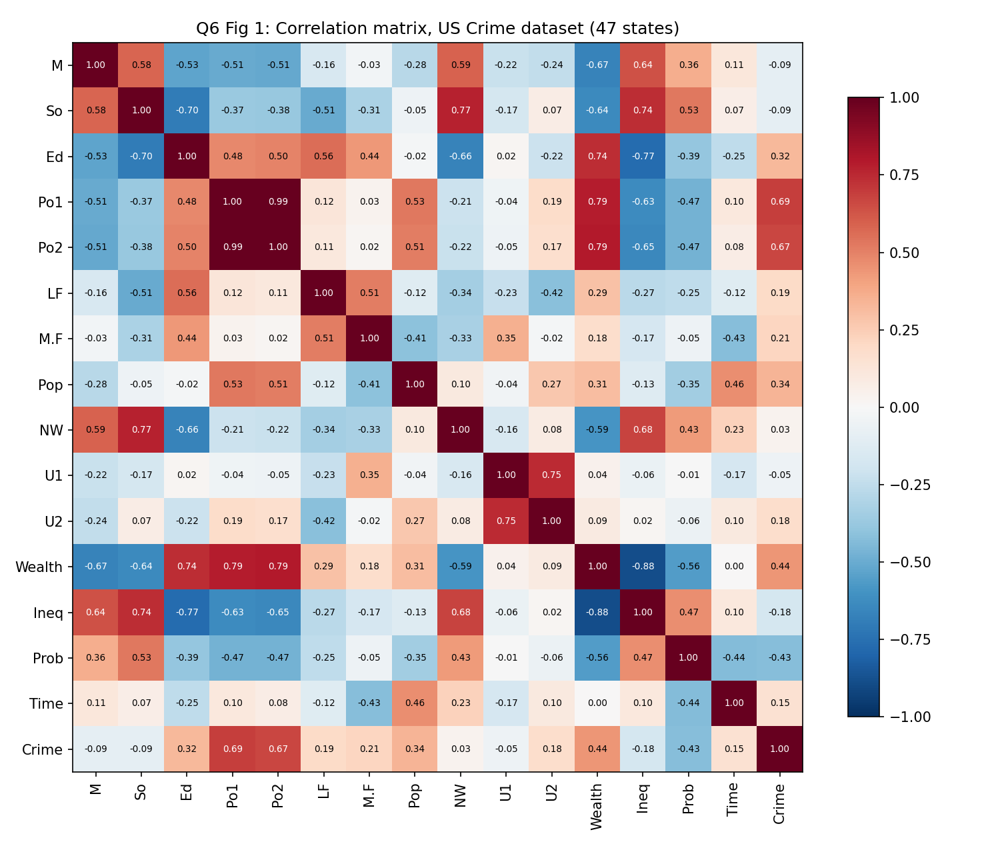 Q6 Fig 1: Correlation matrix, US Crime dataset (47 states)
M 1.00 0.58 -0.53 -0.51 -0.51 -0.16 -0.03 -0.28 0.59 -0.22 -0.24 -0.67 0.64 0.36 0.11 -0.09
So 0.58 1.00 -0.70 -0.37 -0.38 -0.51 -0.31 -0.05 0.77 -0.17 0.07 -0.64 0.74 0.53 0.07 -0.09
Ed -0.53 -0.70 1.00 0.48 0.50 0.56 0.44 -0.02 -0.66 0.02 -0.22 0.74 -0.77 -0.39 -0.25 0.32
Po1 -0.51 -0.37 0.48 1.00 0.99 0.12 0.03 0.53 -0.21 -0.04 0.19 0.79 -0.63 -0.47 0.10 0.69
Po2 -0.51 -0.38 0.50 0.99 1.00 0.11 0.02 0.51 -0.22 -0.05 0.17 0.79 -0.65 -0.47 0.08 0.67
LF -0.16 -0.51 0.56 0.12 0.11 1.00 0.51 -0.12 -0.34 -0.23 -0.42 0.29 -0.27 -0.25 -0.12 0.19
M.F -0.03 -0.31 0.44 0.03 0.02 0.51 1.00 -0.41 -0.33 0.35 -0.02 0.18 -0.17 -0.05 -0.43 0.21
Pop -0.28 -0.05 -0.02 0.53 0.51 -0.12 -0.41 1.00 0.10 -0.04 0.27 0.31 -0.13 -0.35 0.46 0.34
NW 0.59 0.77 -0.66 -0.21 -0.22 -0.34 -0.33 0.10 1.00 -0.16 0.08 -0.59 0.68 0.43 0.23 0.03
U1 -0.22 -0.17 0.02 -0.04 -0.05 -0.23 0.35 -0.04 -0.16 1.00 0.75 0.04 -0.06 -0.01 -0.17 -0.05
U2 -0.24 0.07 -0.22 0.19 0.17 -0.42 -0.02 0.27 0.08 0.75 1.00 0.09 0.02 -0.06 0.10 0.18
Wealth -0.67 -0.64 0.74 0.79 0.79 0.29 0.18 0.31 -0.59 0.04 0.09 1.00 -0.88 -0.56 0.00 0.44
Ineq 0.64 0.74 -0.77 -0.63 -0.65 -0.27 -0.17 -0.13 0.68 -0.06 0.02 -0.88 1.00 0.47 0.10 -0.18
Prob 0.36 0.53 -0.39 -0.47 -0.47 -0.25 -0.05 -0.35 0.43 -0.01 -0.06 -0.56 0.47 1.00 -0.44 -0.43
Time 0.11 0.07 -0.25 0.10 0.08 -0.12 -0.43 0.46 0.23 -0.17 0.10 0.00 0.10 -0.44 1.00 0.15
Crime -0.09 -0.09 0.32 0.69 0.67 0.19 0.21 0.34 0.03 -0.05 0.18 0.44 -0.18 -0.43 0.15 1.00
M So Ed Po1 Po2 LF M.F Pop NW U1 U2 Wealth Ineq Prob Time Crime
1.00
0.75
0.50
0.25
0.00
−0.25
−0.50
−0.75
−1.00